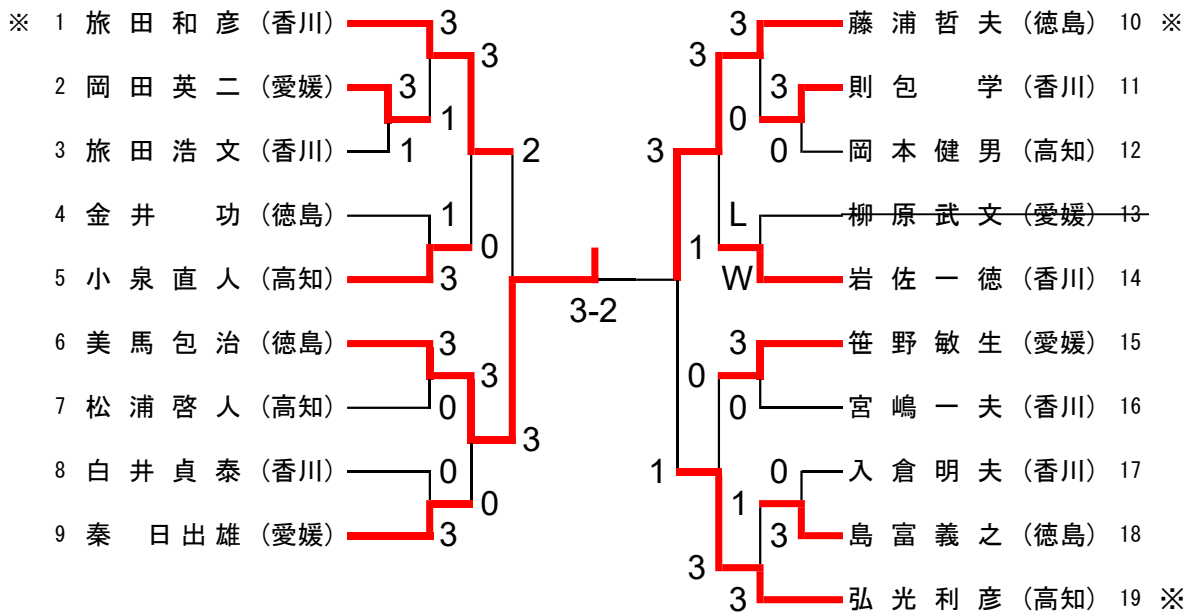 ※ 1 旅田和彦 (香川) 3 3
2 岡田英二 (愛媛) 3 1
3 旅田浩文 (香川) 1 2
4 金井 功 (徳島) 1 0
5 小泉直人 (高知) 3
6 美馬包治 (徳島) 3 3
7 松浦啓人 (高知) 0 3
8 白井貞泰 (香川) 0 0
9 秦 日出雄 (愛媛) 3
3-2
3 3 藤浦哲夫 (徳島) 10 ※
3 0 則包 学 (香川) 11
3 0 岡本健男 (高知) 12
L 柳原武文 (愛媛) 13
1 W 岩佐一徳 (香川) 14
3 0 笹野敏生 (愛媛) 15
0 宮嶋一夫 (香川) 16
1 0 入倉明夫 (香川) 17
1 3 島富義之 (徳島) 18
3 3 弘光利彦 (高知) 19 ※